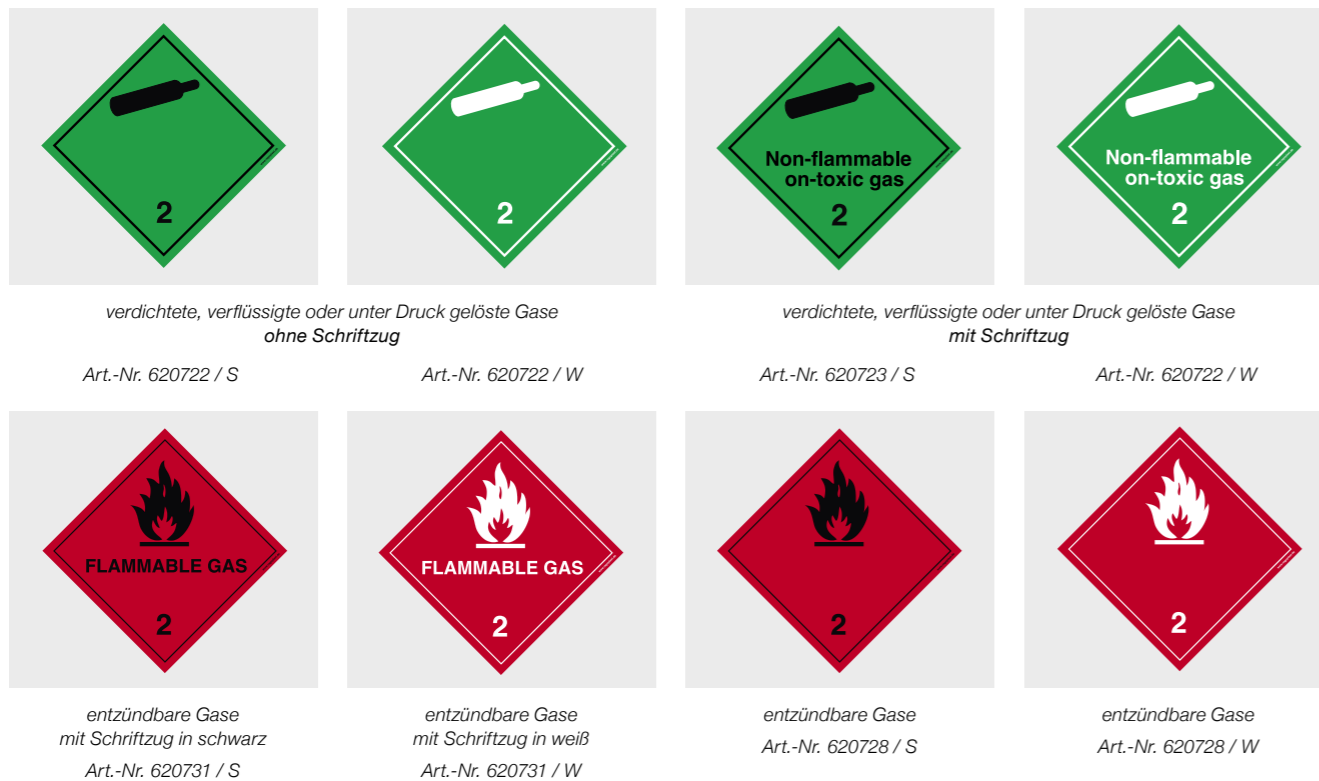 2
2
Non-flammable
on-toxic gas
2
Non-flammable
on-toxic gas
2
verdichtete, verflüssigte oder unter Druck gelöste Gase
ohne Schriftzug
verdichtete, verflüssigte oder unter Druck gelöste Gase
mit Schriftzug
Art.-Nr. 620722 / S
Art.-Nr. 620722 / W
Art.-Nr. 620723 / S
Art.-Nr. 620722 / W
FLAMMABLE GAS
2
FLAMMABLE GAS
2
2
2
entzündbare Gase
mit Schriftzug in schwarz
Art.-Nr. 620731 / S
entzündbare Gase
mit Schriftzug in weiß
Art.-Nr. 620731 / W
entzündbare Gase
Art.-Nr. 620728 / S
entzündbare Gase
Art.-Nr. 620728 / W